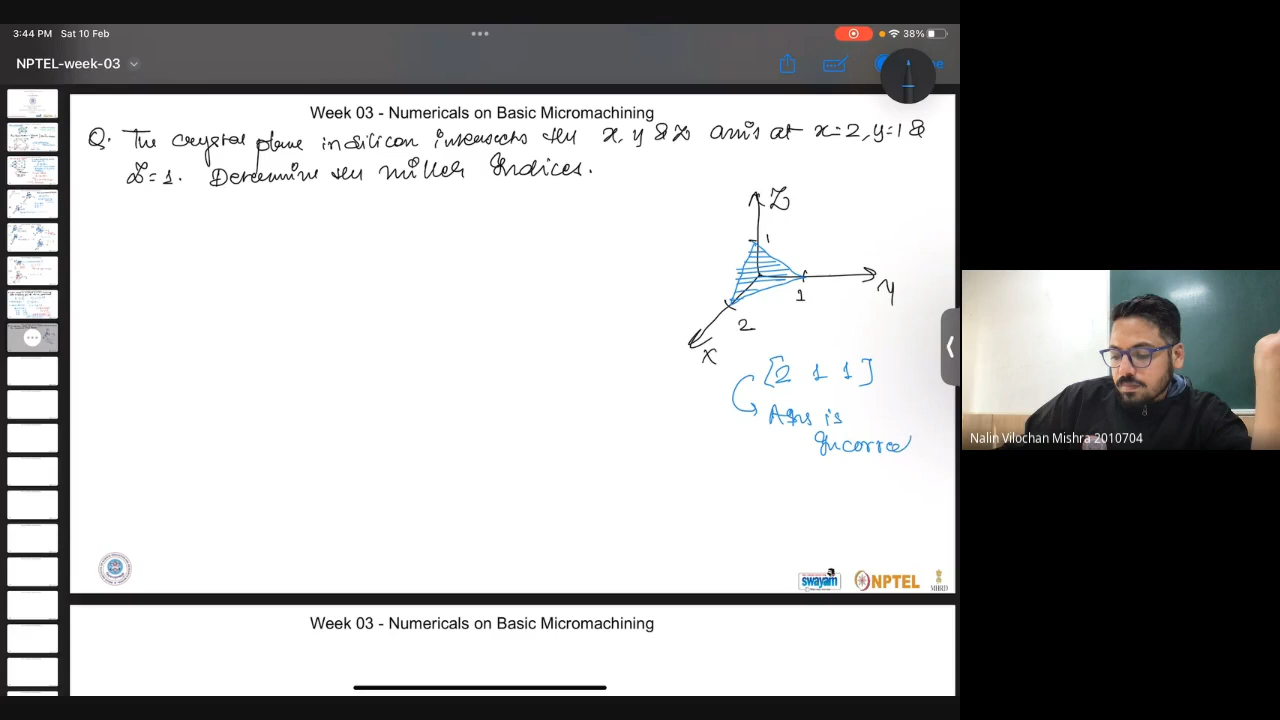 3:44 PM Sat 10 Feb
38%
NPTEL-week-03
Week 03 - Numericals on Basic Micromachining
Q. The crystal plane in silicon intersects the x, y & z axis at x=2, y=1 &
z=1. Determine the miller Indices.
Z
1
y
1
2
x
[2 1 1]
Ans is
Incorrec
Nalin Vilochan Mishra 2010704
swayam
NPTEL
MHRD
Week 03 - Numericals on Basic Micromachining